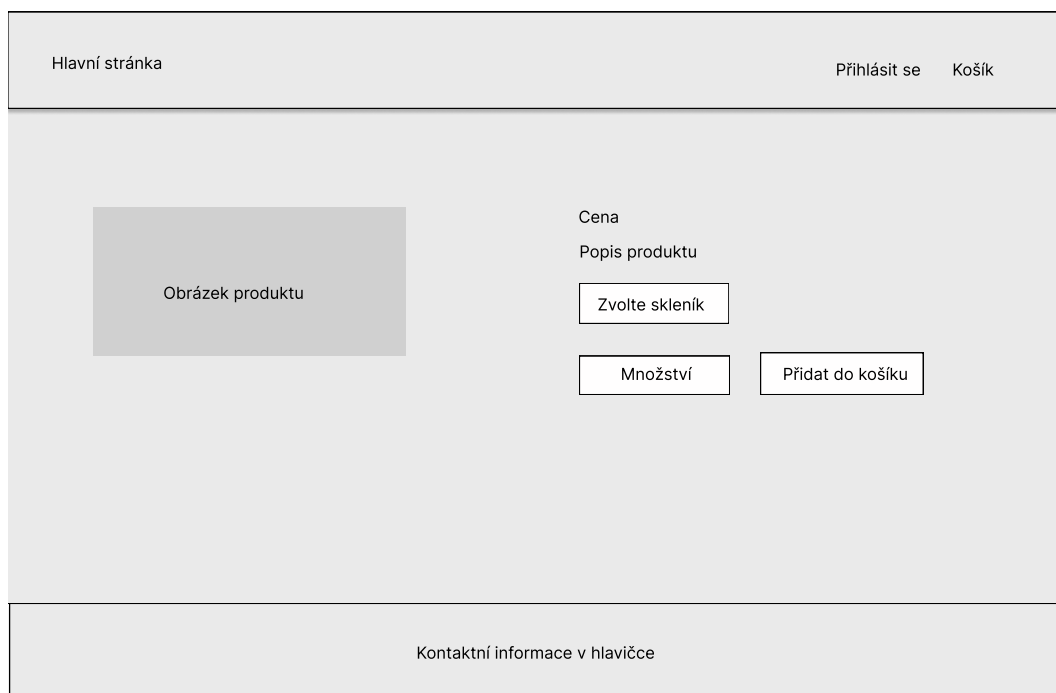 Hlavní stránka
Přihlásit se
Košík
Obrázek produktu
Cena
Popis produktu
Zvolte skleník
Množství
Přidat do košíku
Kontaktní informace v hlavičce